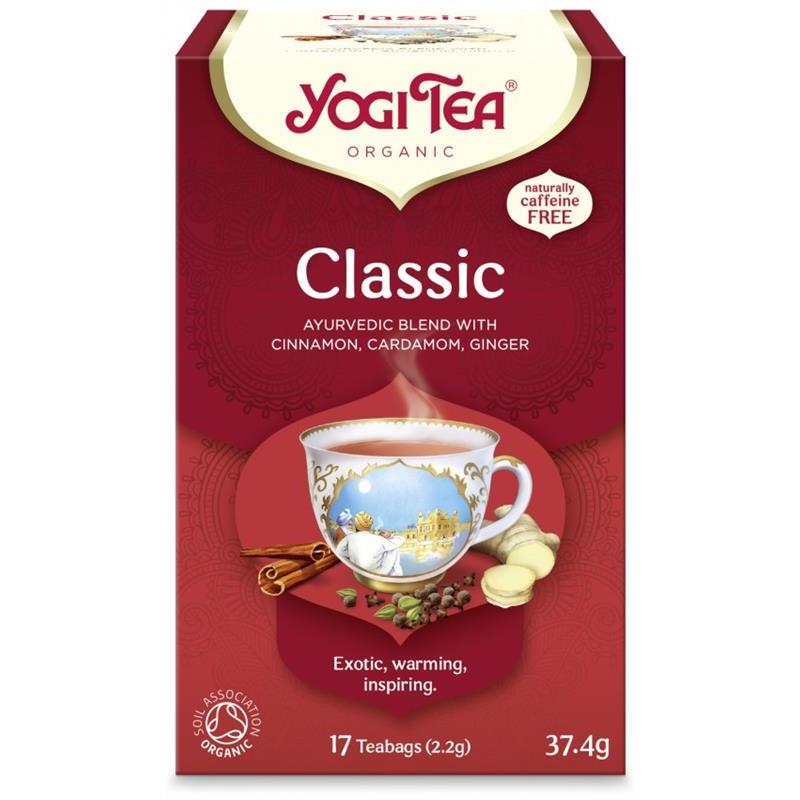 YOGI TEA®
ORGANIC
naturally
caffeine
FREE
Classic
AYURVEDIC BLEND WITH
CINNAMON, CARDAMOM, GINGER
Exotic, warming,
inspiring.
SOIL ASSOCIATION
ORGANIC
17 Teabags (2.2g)
37.4g